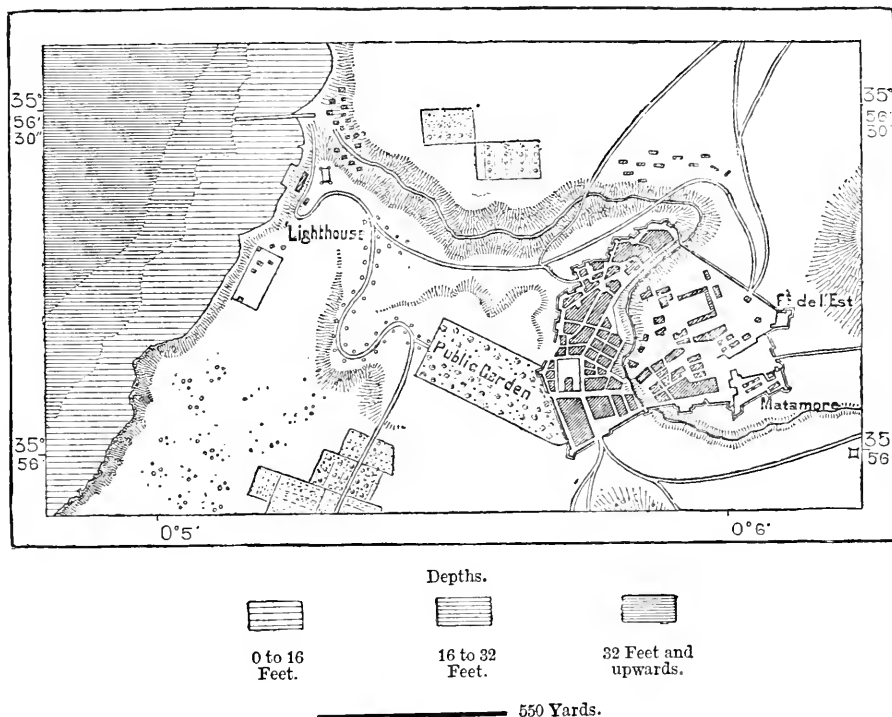 35°
56'
30"
35°
56'
30"
Lighthouse
Ft. de l'Est
Public Garden
Matamore
35°
56'
35°
56'
0°5'
0°6'
Depths.
0 to 16
Feet.
16 to 32
Feet.
32 Feet and
upwards.
550 Yards.